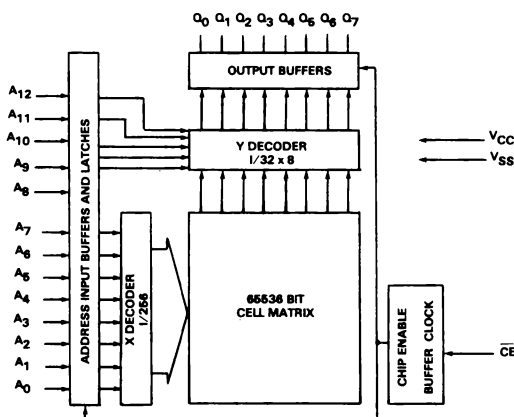 Q0 Q1 Q2 Q3 Q4 Q5 Q6 Q7
OUTPUT BUFFERS
A12
A11
A10
A9
A8
A7
A6
A5
A4
A3
A2
A1
A0
ADDRESS INPUT BUFFERS AND LATCHES
Y DECODER
1/32 x 8
VCC
VSS
X DECODER
1/256
65536 BIT
CELL MATRIX
CHIP ENABLE
BUFFER CLOCK
CE